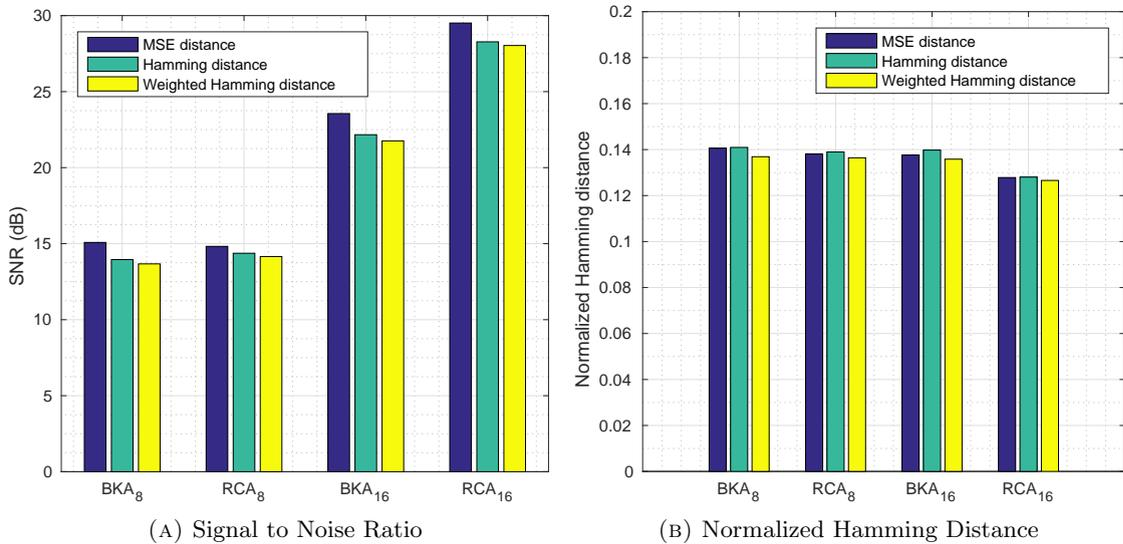 30
25
20
15
10
5
0
SNR (dB)
MSE distance
Hamming distance
Weighted Hamming distance
BKA8 RCA8 BKA16 RCA16
(A) Signal to Noise Ratio
0.2
0.18
0.16
0.14
0.12
0.1
0.08
0.06
0.04
0.02
0
Normalized Hamming distance
MSE distance
Hamming distance
Weighted Hamming distance
BKA8 RCA8 BKA16 RCA16
(B) Normalized Hamming Distance